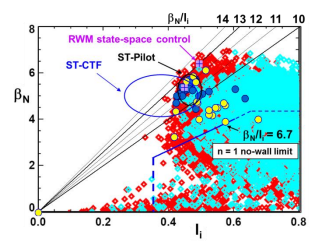 βN/li
14 13 12 11 10
RWM state-space control
ST-Pilot
ST-CTF
βN
8
6
4
2
0
βN/li = 6.7
n = 1 no-wall limit
0.0 0.2 0.4 0.6 0.8
li